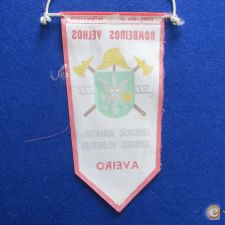 BOMBEIROS VELHOS
ASSOCIAÇÃO HUMANITÁRIA
BOMBEIROS VOLUNTÁRIOS
AVEIRO